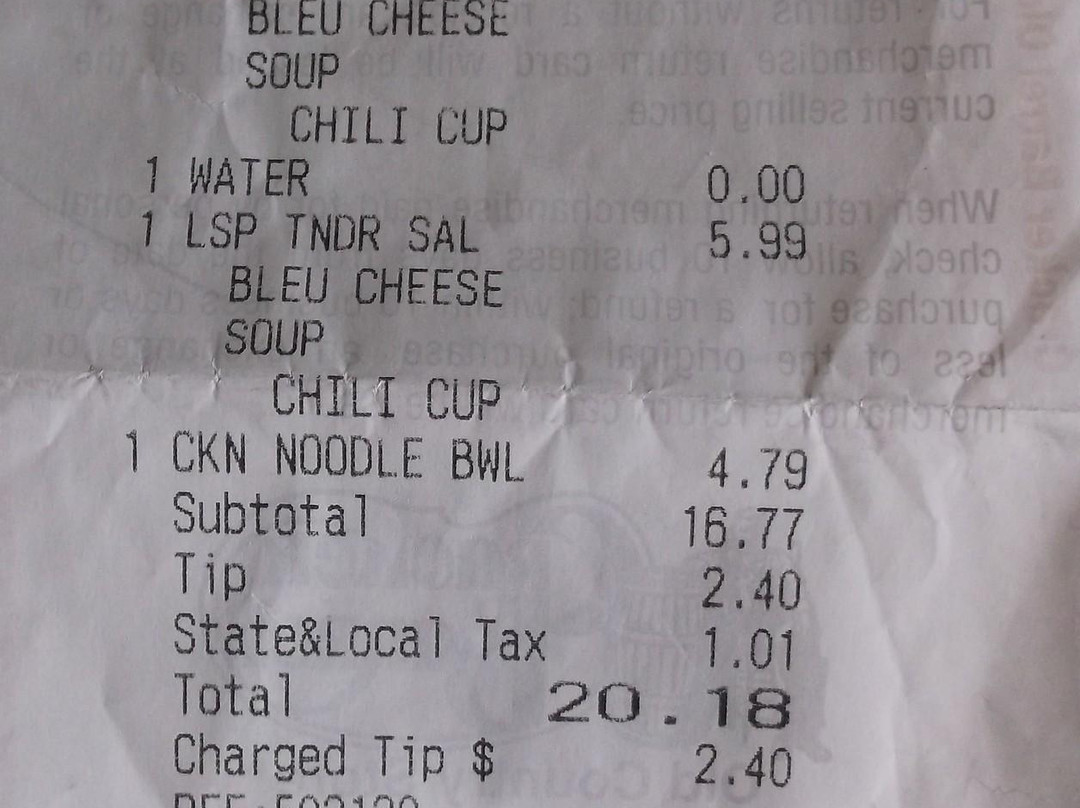 BLEU CHEESE
SOUP
CHILI CUP
1 WATER 0.00
1 LSP TNDR SAL 5.99
BLEU CHEESE
SOUP
CHILI CUP
1 CKN NOODLE BWL 4.79
Subtotal 16.77
Tip 2.40
State&Local Tax 1.01
Total 20.18
Charged Tip $ 2.40